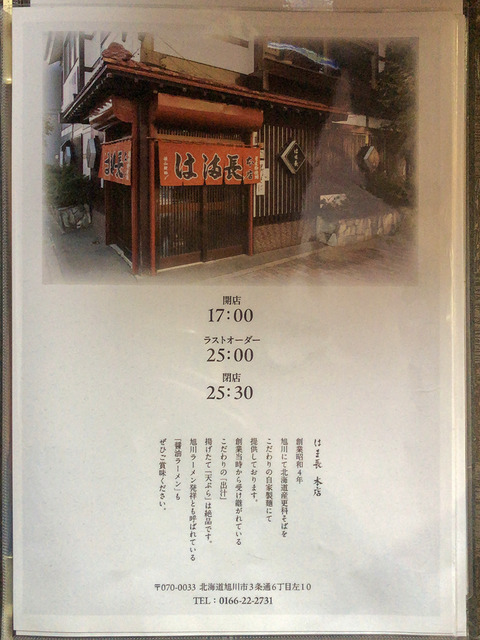 はま長
はま長
本店
開店
17:00
ラストオーダー
25:00
閉店
25:30
はま長 本店
創業昭和4年
旭川にて北海道産更科そばを
こだわりの自家製麺にて
提供しております。
創業当時から受け継がれている
こだわりの「出汁」
揚げたて「天ぷら」は絶品です。
旭川ラーメン発祥とも呼ばれている
「醤油ラーメン」も
ぜひご賞味ください。
〒070-0033 北海道旭川市3条通6丁目左10
TEL：0166-22-2731